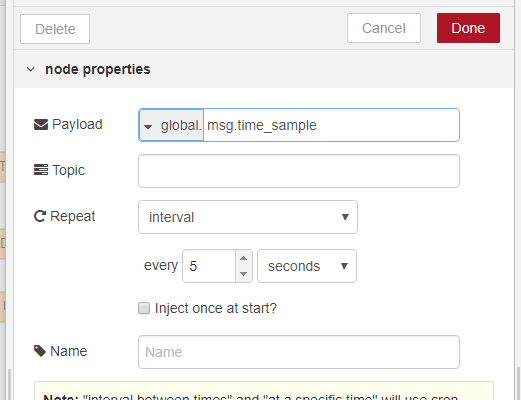 Delete
Cancel
Done
node properties
Payload
global. msg.time_sample
Topic
Repeat
interval
every 5 seconds
Inject once at start?
Name
Name
Note: "interval between times" and "at a specific time" will use cron